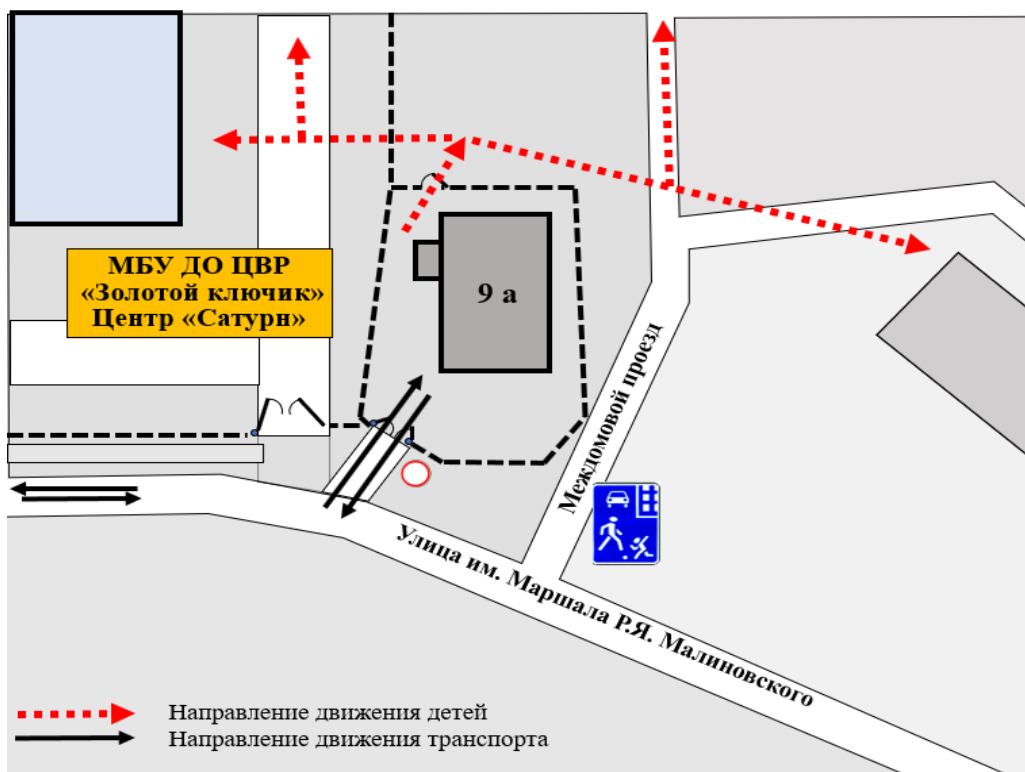 МБУ ДО ЦВР
«Золотой ключик»
Центр «Сатурн»
9 а
Междомовой проезд
Улица им. Маршала Р.Я. Малиновского
Направление движения детей
Направление движения транспорта